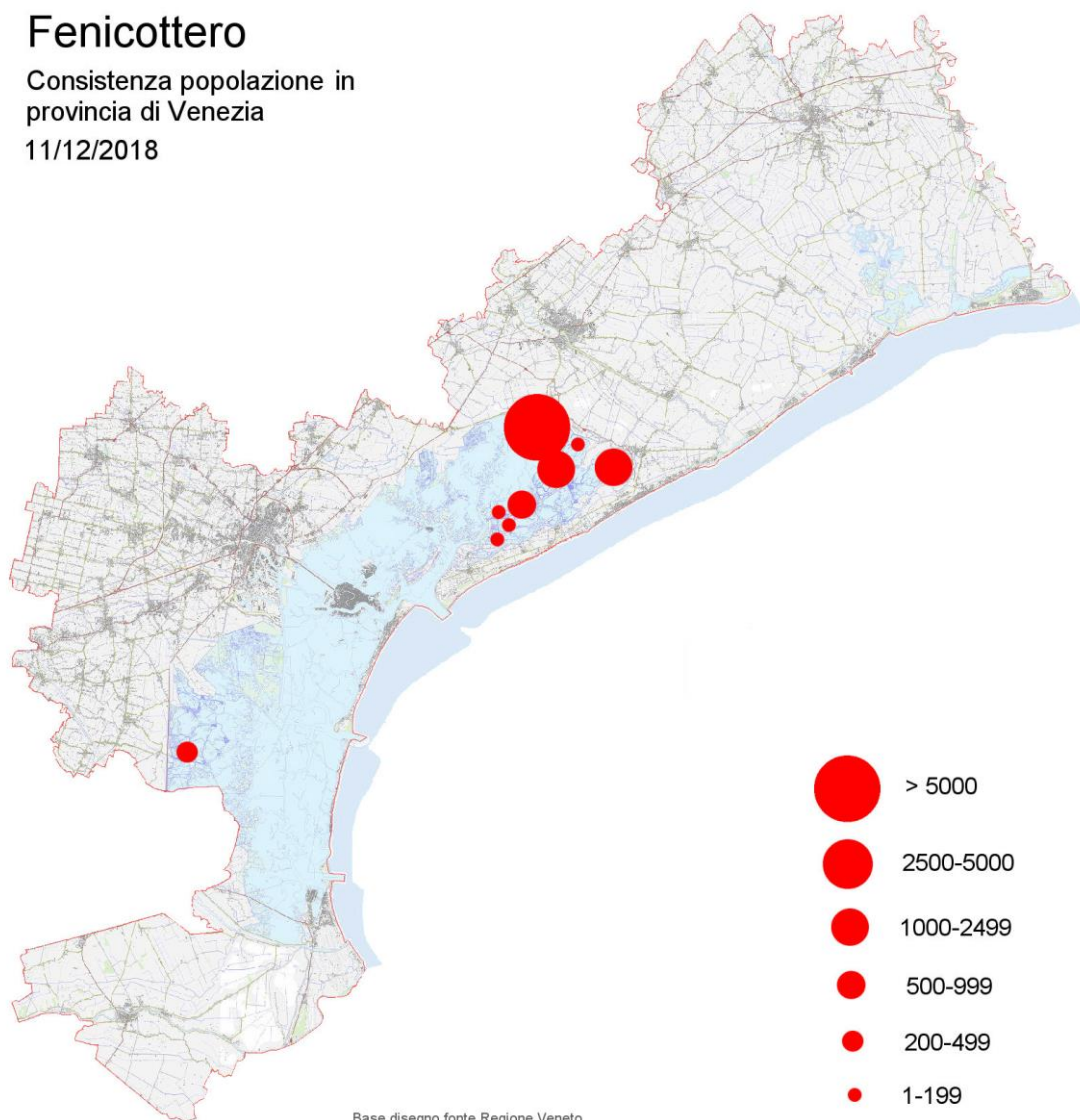 Fenicottero
Consistenza popolazione in
provincia di Venezia
11/12/2018
> 5000
2500-5000
1000-2499
500-999
200-499
1-199
Base disegno fonte Regione Veneto